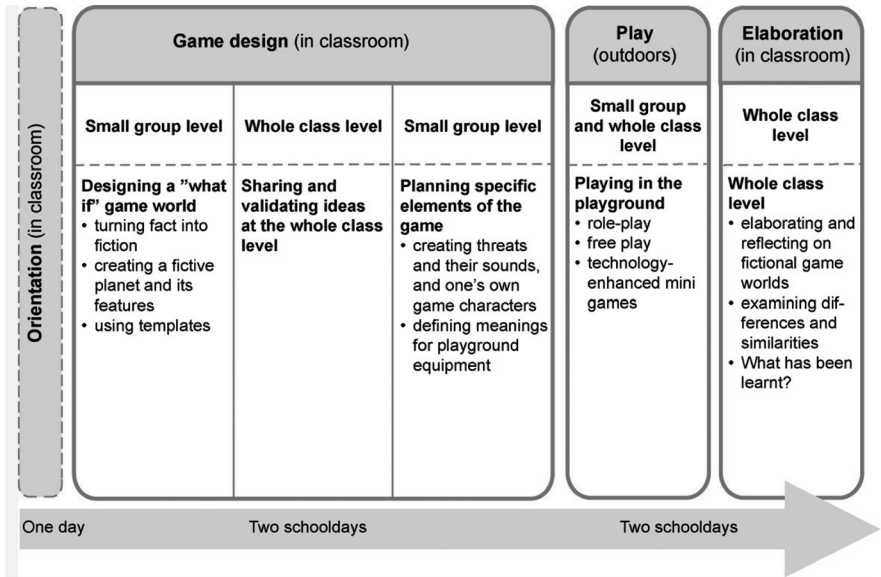 Orientation (in classroom)
Game design (in classroom)
Small group level
Designing a ”what
if” game world
• turning fact into
fiction
• creating a fictive
planet and its
features
• using templates
Whole class level
Sharing and
validating ideas
at the whole class
level
Small group level
Planning specific
elements of the
game
• creating threats
and their sounds,
and one’s own
game characters
• defining meanings
for playground
equipment
Play
(outdoors)
Small group
and whole class
level
Playing in the
playground
• role-play
• free play
• technology-
enhanced mini
games
Elaboration
(in classroom)
Whole class
level
Whole class
level
• elaborating and
reflecting on
fictional game
worlds
• examining dif-
ferences and
similarities
• What has been
learnt?
One day
Two schooldays
Two schooldays